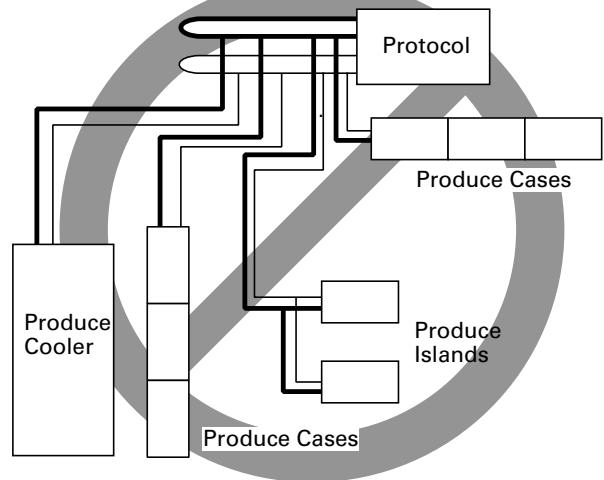 Protocol
Produce Cases
Produce
Cooler
Produce
Islands
Produce Cases